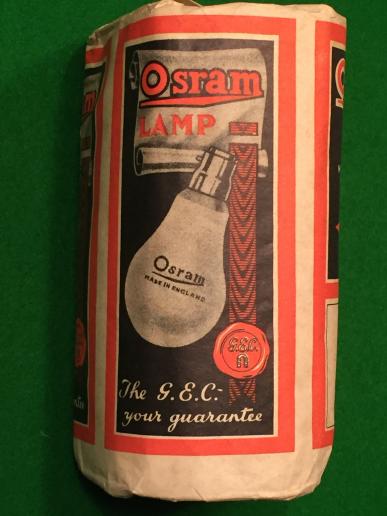 Osram
LAMP
Osram
MADE IN ENGLAND
G.E.C.
The G.E.C.-
your guarantee